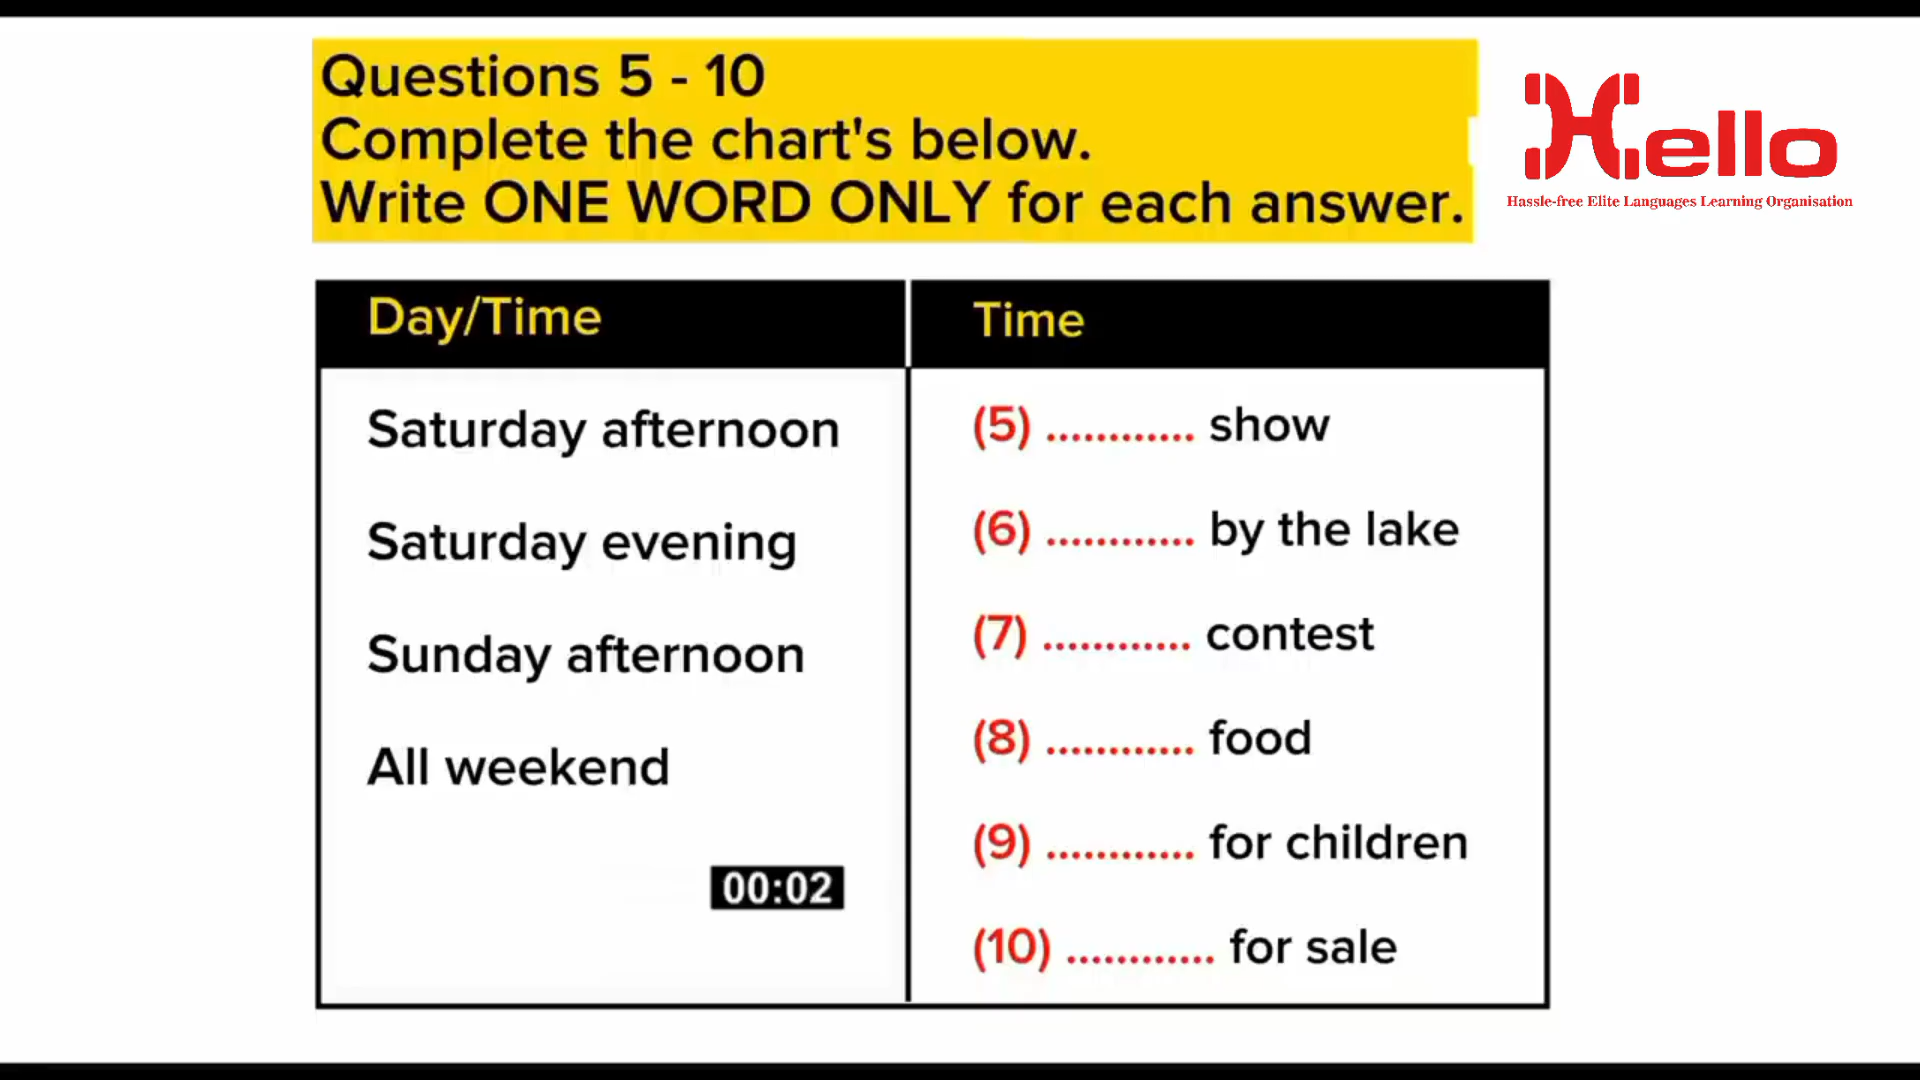 Questions 5 - 10
Complete the chart's below.
Write ONE WORD ONLY for each answer.
Hello
Hassle-free Elite Languages Learning Organisation
Day/Time
Time
Saturday afternoon
(5) ............ show
Saturday evening
(6) ............ by the lake
Sunday afternoon
(7) ............ contest
All weekend
(8) ............ food
(9) ............ for children
00:02
(10) ............ for sale